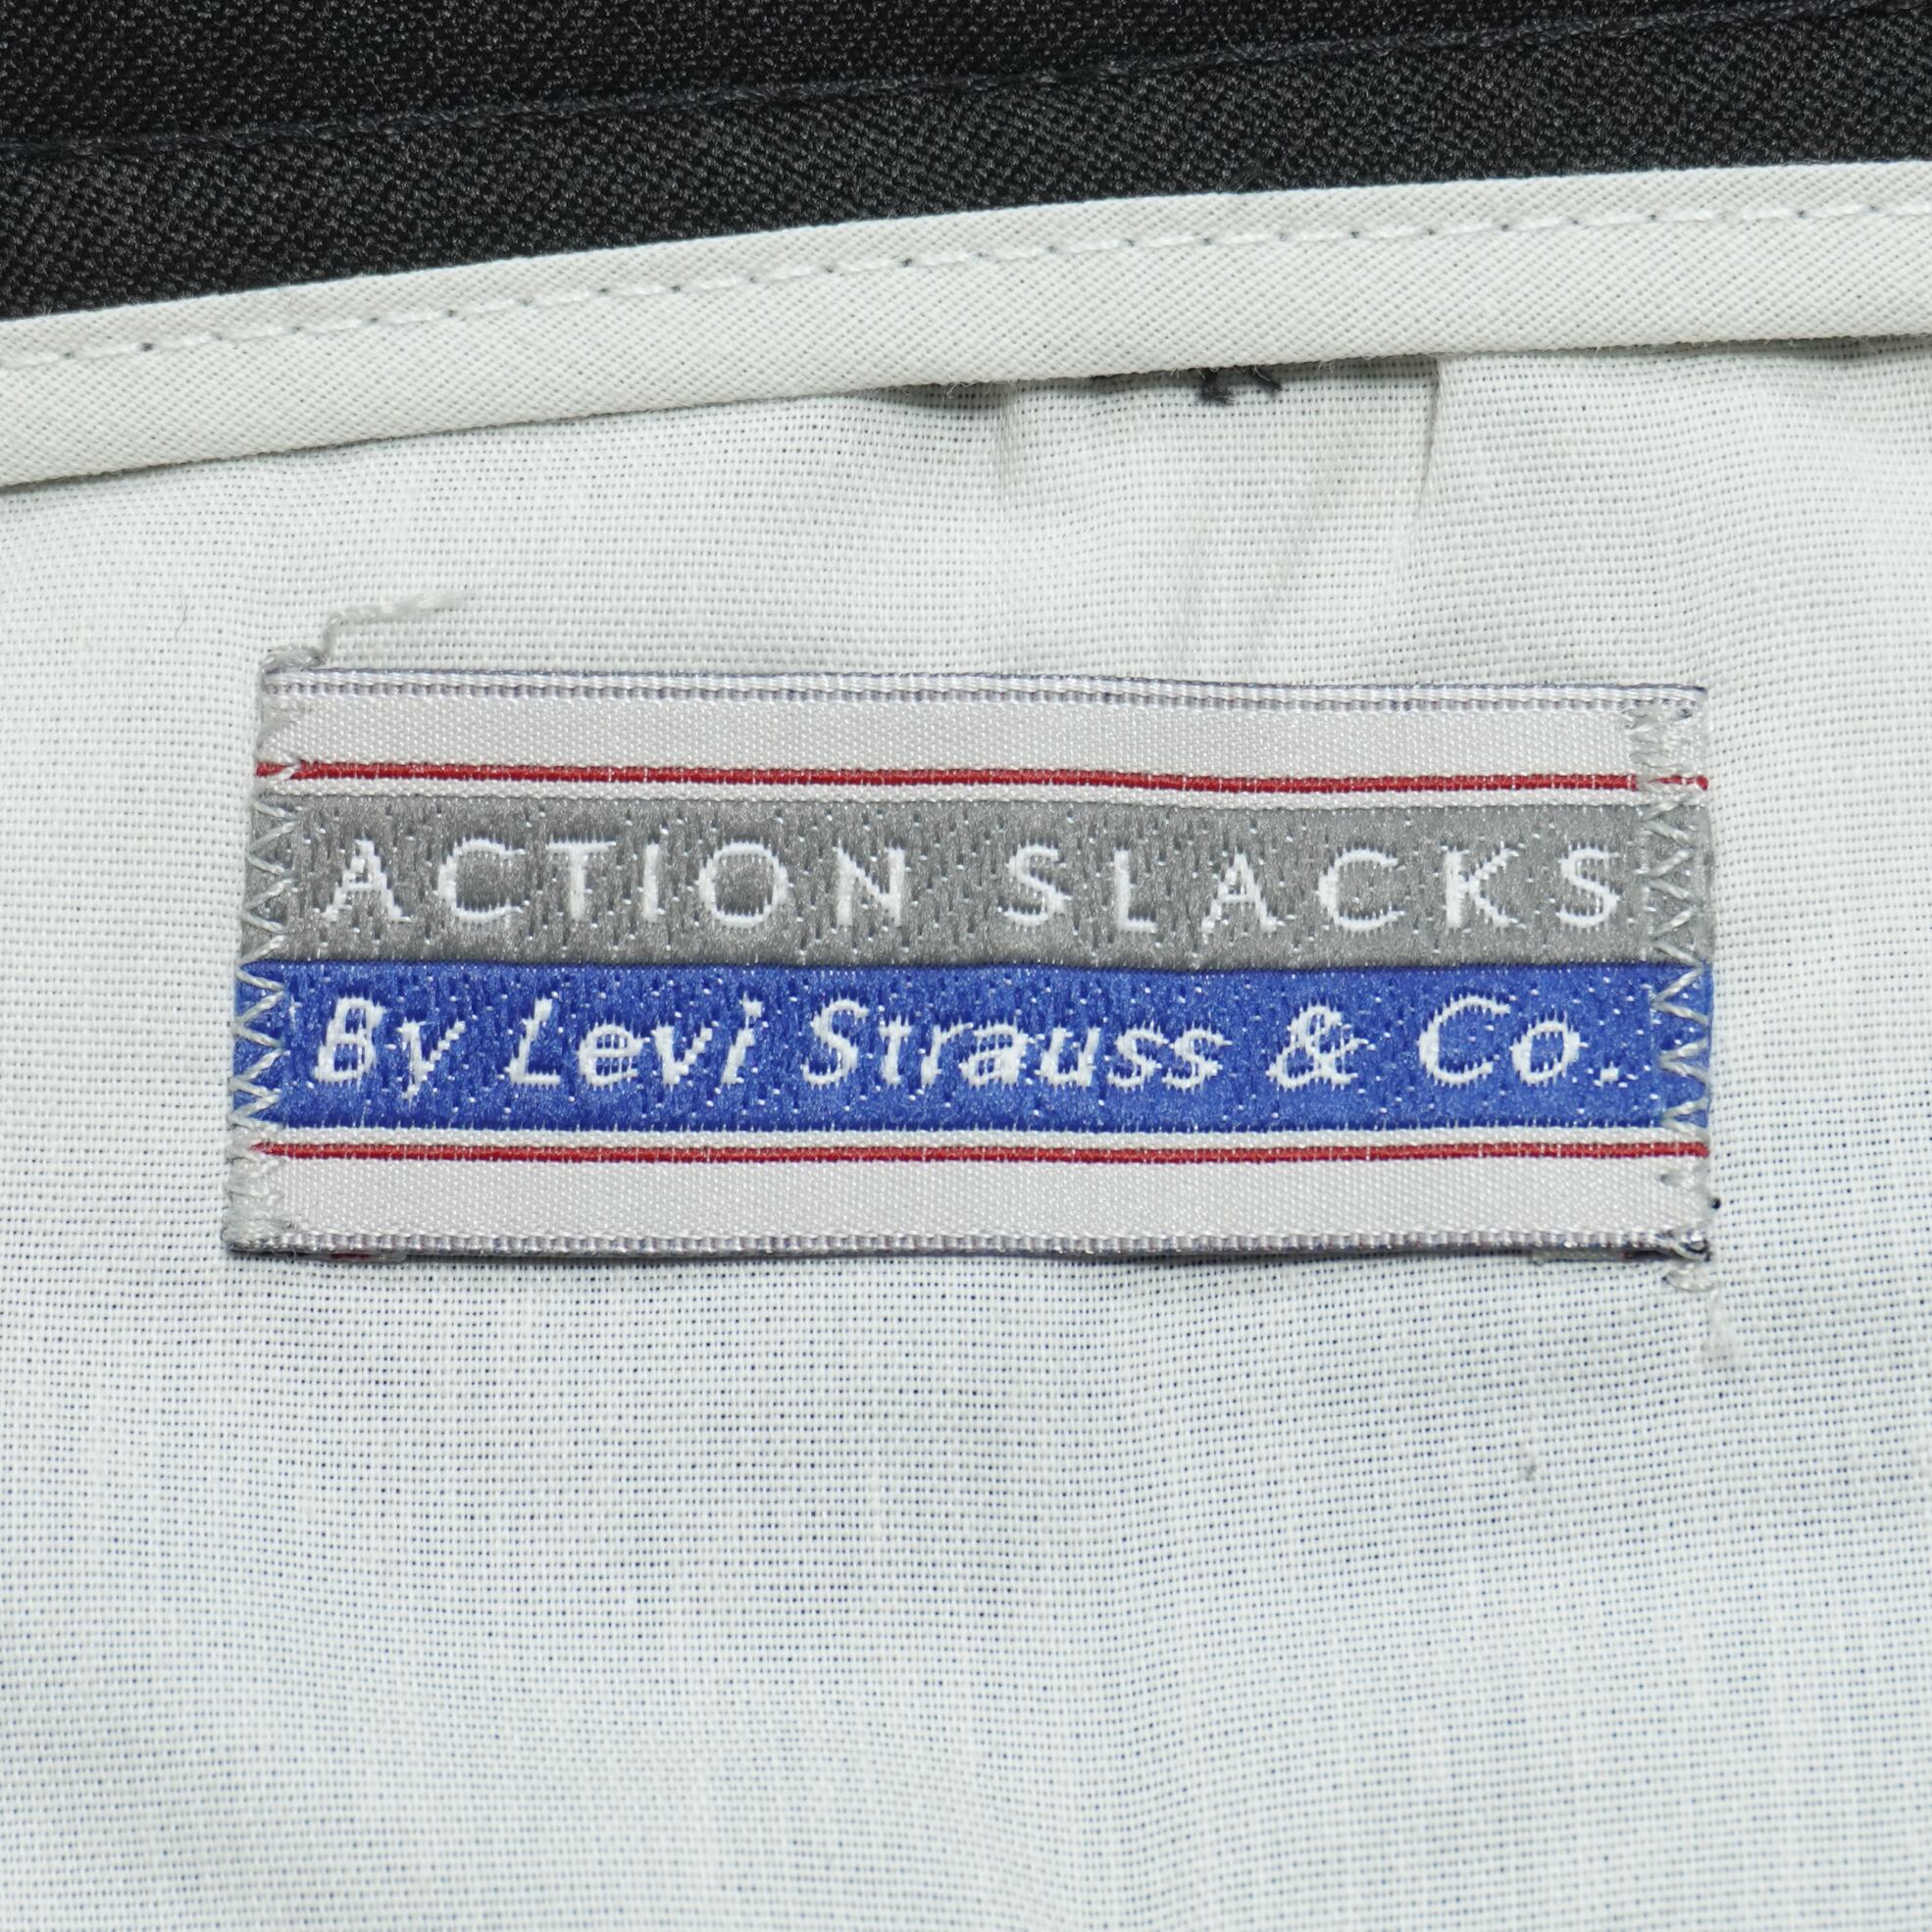 ACTION SLACKS
By Levi Strauss & Co.